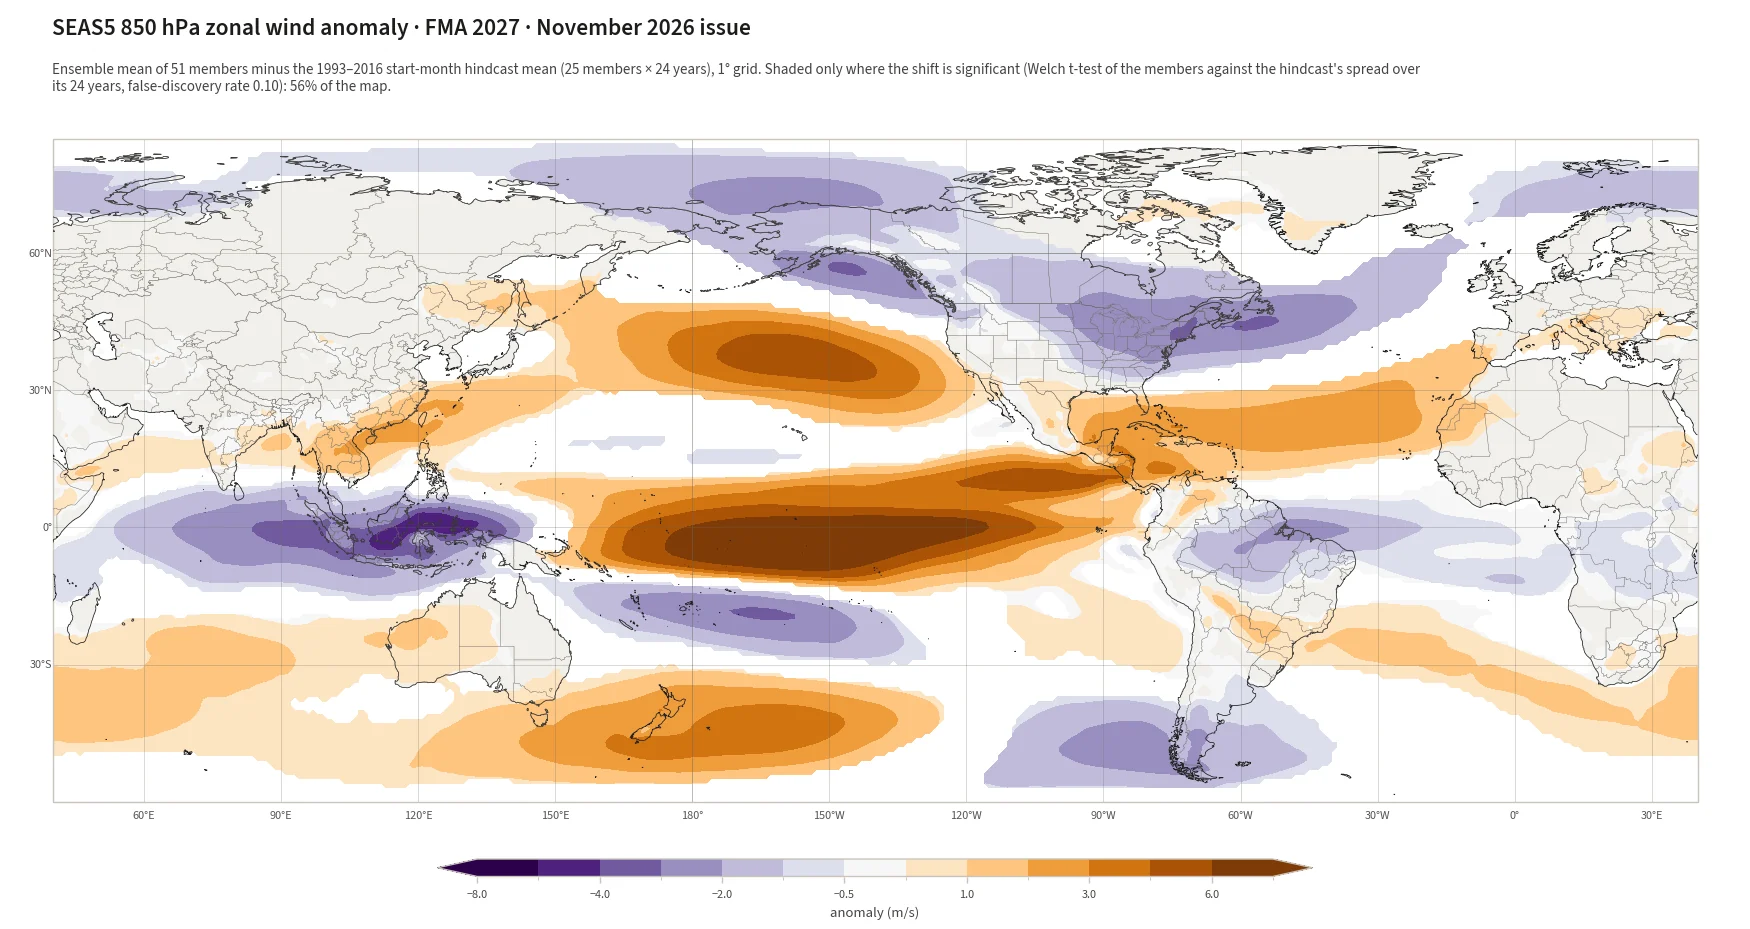 SEAS5 850 hPa zonal wind anomaly · FMA 2027 · November 2026 issue
Ensemble mean of 51 members minus the 1993–2016 start-month hindcast mean (25 members × 24 years), 1° grid. Shaded only where the shift is significant (Welch t-test of the members against the hindcast's spread over
its 24 years, false-discovery rate 0.10): 56% of the map.
60°N
30°N
0°
30°S
60°E 90°E 120°E 150°E 180° 150°W 120°W 90°W 60°W 30°W 0° 30°E
−8.0 −4.0 −2.0 −0.5 1.0 3.0 6.0
anomaly (m/s)